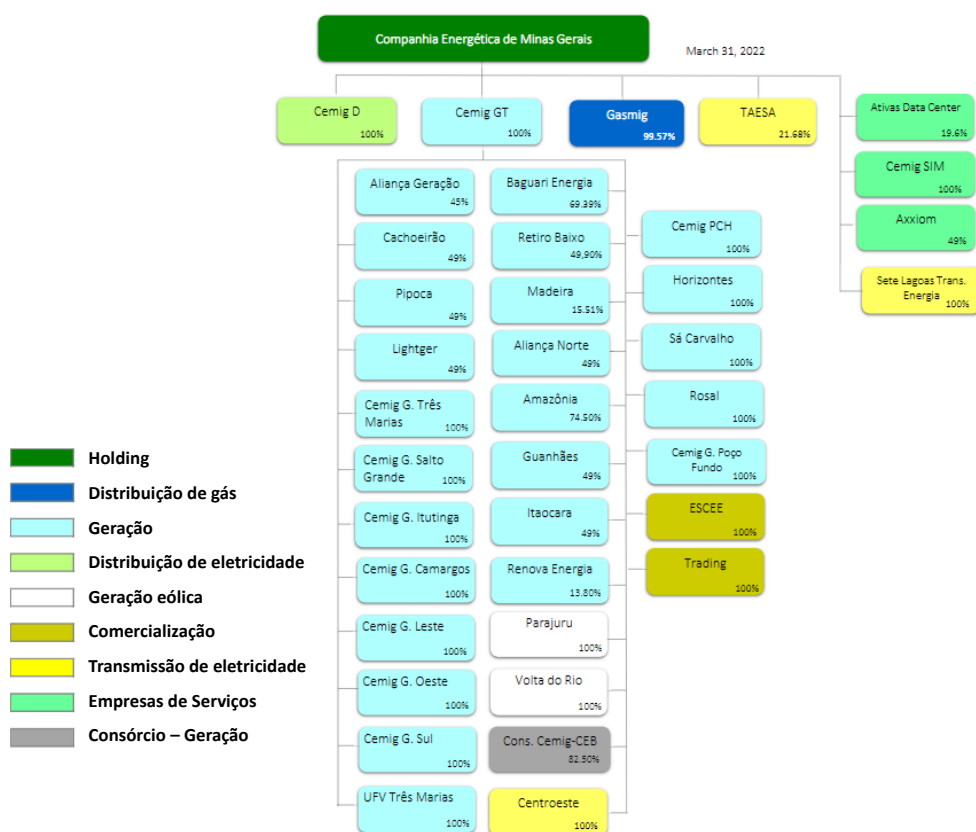 Companhia Energética de Minas Gerais
March 31, 2022
Cemig D
100%
Cemig GT
100%
Gasmig
99.57%
TAESA
21.68%
Ativas Data Center
19.6%
Cemig SIM
100%
Axxiom
49%
Sete Lagoas Trans.
Energia 100%
Aliança Geração
45%
Cachoeirão
49%
Pipoca
49%
Lightger
49%
Cemig G. Três
Marias 100%
Cemig G. Salto
Grande 100%
Cemig G. Itutinga
100%
Cemig G. Camargos
100%
Cemig G. Leste
100%
Cemig G. Oeste
100%
Cemig G. Sul
100%
UFV Três Marias
100%
Baguari Energia
69.39%
Retiro Baixo
49,90%
Madeira
15.51%
Aliança Norte
49%
Amazônia
74.50%
Guanhães
49%
Itaocara
49%
Renova Energia
13.80%
Parajuru
100%
Volta do Rio
100%
Cons. Cemig-CEB
82.50%
Centroeste
100%
Cemig PCH
100%
Horizontes
100%
Sá Carvalho
100%
Rosal
100%
Cemig G. Poço
Fundo
100%
ESCEE
100%
Trading
100%
Holding
Distribuição de gás
Geração
Distribuição de eletricidade
Geração eólica
Comercialização
Transmissão de eletricidade
Empresas de Serviços
Consórcio – Geração